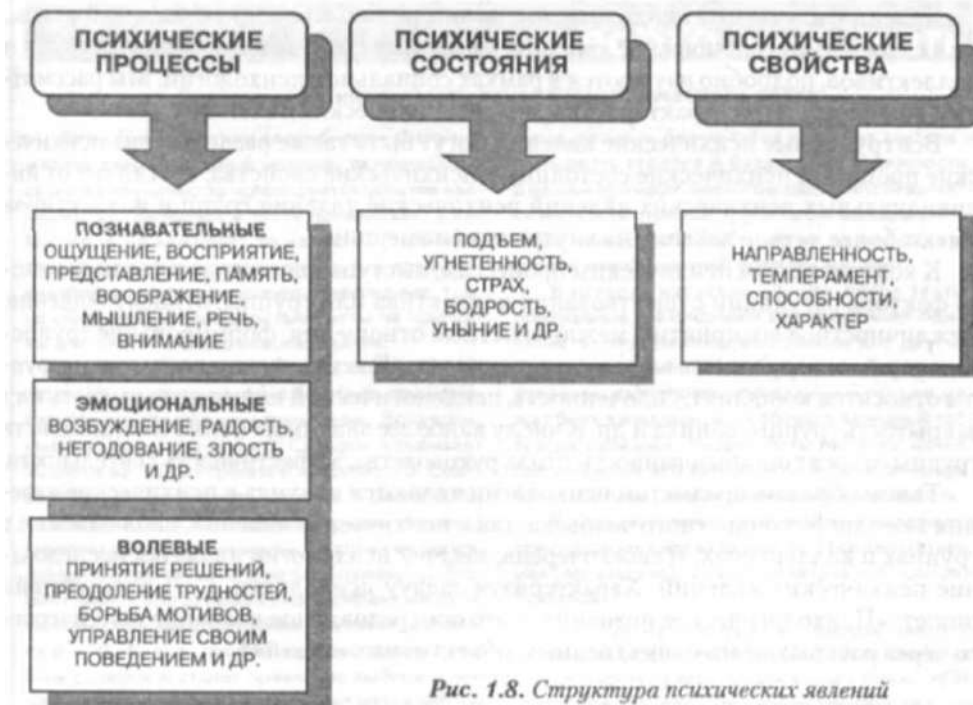 ПСИХИЧЕСКИЕ
ПРОЦЕССЫ
ПСИХИЧЕСКИЕ
СОСТОЯНИЯ
ПСИХИЧЕСКИЕ
СВОЙСТВА
ПОЗНАВАТЕЛЬНЫЕ
ОЩУЩЕНИЕ, ВОСПРИЯТИЕ,
ПРЕДСТАВЛЕНИЕ, ПАМЯТЬ,
ВООБРАЖЕНИЕ,
МЫШЛЕНИЕ, РЕЧЬ,
ВНИМАНИЕ
ЭМОЦИОНАЛЬНЫЕ
ВОЗБУЖДЕНИЕ, РАДОСТЬ,
НЕГОДОВАНИЕ, ЗЛОСТЬ
И ДР.
ВОЛЕВЫЕ
ПРИНЯТИЕ РЕШЕНИЙ,
ПРЕОДОЛЕНИЕ ТРУДНОСТЕЙ,
БОРЬБА МОТИВОВ,
УПРАВЛЕНИЕ СВОИМ
ПОВЕДЕНИЕМ И ДР.
ПОДЪЕМ,
УГНЕТЕННОСТЬ,
СТРАХ,
БОДРОСТЬ,
УНЫНИЕ И ДР.
НАПРАВЛЕННОСТЬ,
ТЕМПЕРАМЕНТ,
СПОСОБНОСТИ,
ХАРАКТЕР
Рис. 1.8. Структура психических явлений